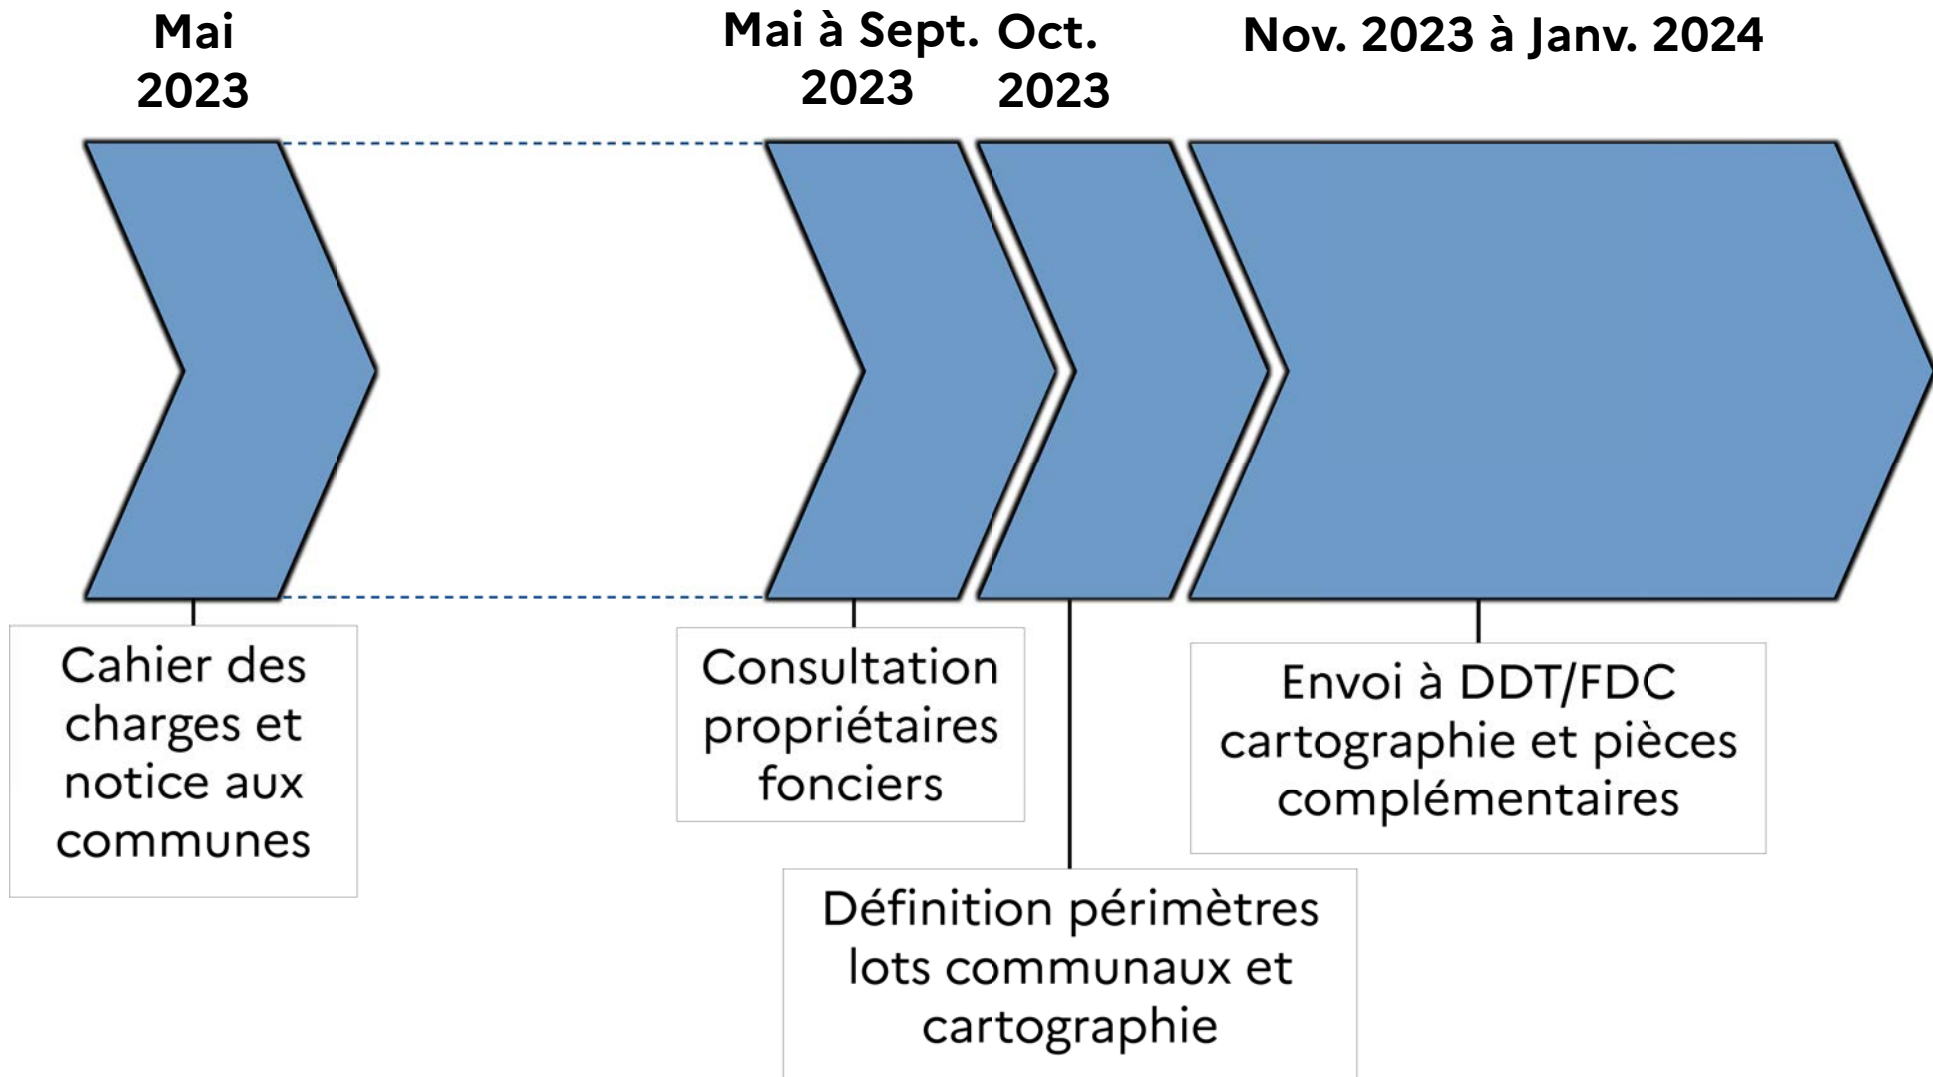 Mai
2023
Mai à Sept.
2023
Oct.
2023
Nov. 2023 à Janv. 2024
Cahier des
charges et
notice aux
communes
Consultation
propriétaires
fonciers
Définition périmètres
lots communaux et
cartographie
Envoi à DDT/FDC
cartographie et pièces
complémentaires